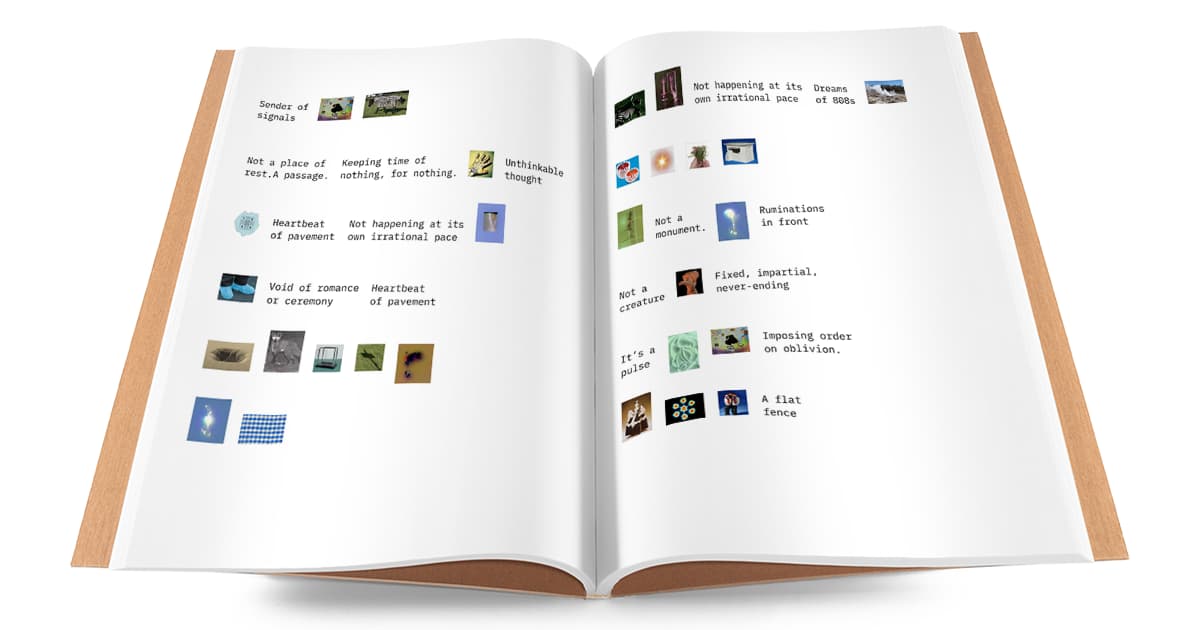 Sender of
signals
Not a place of
rest.A passage.
Keeping time of
nothing, for nothing.
Unthinkable
thought
Heartbeat
of pavement
Not happening at its
own irrational pace
Void of romance
or ceremony
Heartbeat
of pavement
Not happening at its
own irrational pace
Dreams
of 808s
Not a
monument.
Ruminations
in front
Not a
creature
Fixed, impartial,
never-ending
It's a
pulse
Imposing order
on oblivion.
A flat
fence